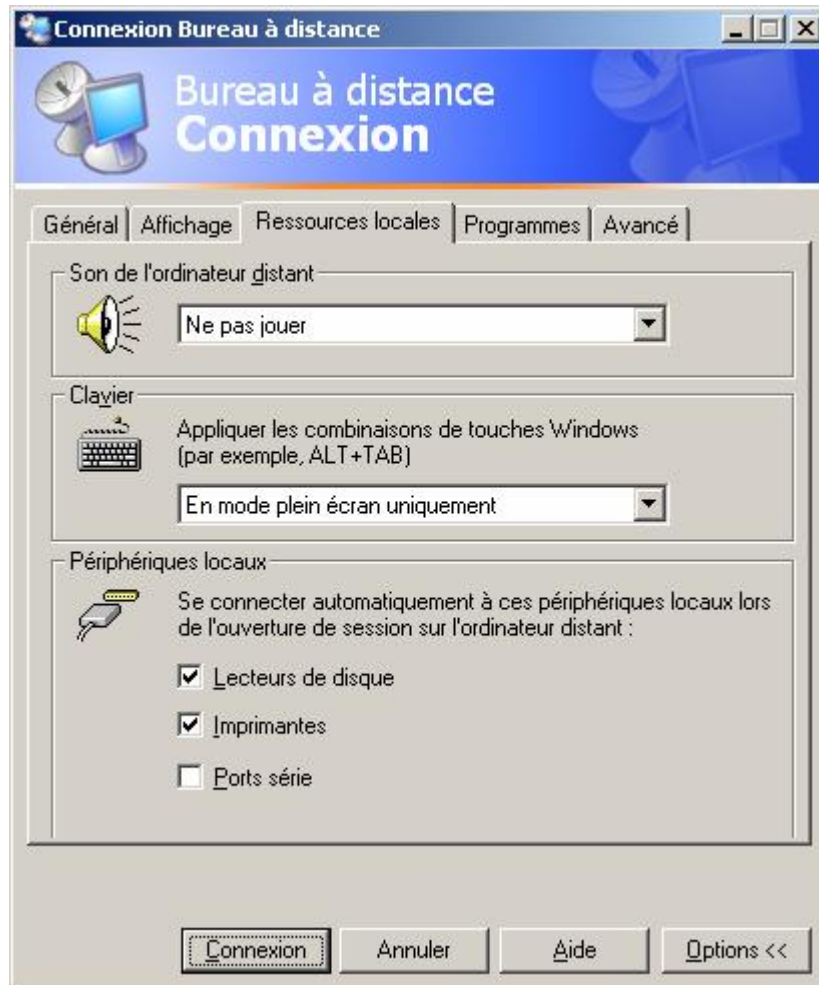 Connexion Bureau à distance
Bureau à distance
Connexion
Général Affichage Ressources locales Programmes Avancé
Son de l'ordinateur distant
Ne pas jouer
Clavier
Appliquer les combinaisons de touches Windows
(par exemple, ALT+TAB)
En mode plein écran uniquement
Périphériques locaux
Se connecter automatiquement à ces périphériques locaux lors
de l'ouverture de session sur l'ordinateur distant :
Lecteurs de disque
Imprimantes
Ports série
Connexion Annuler Aide Options <<